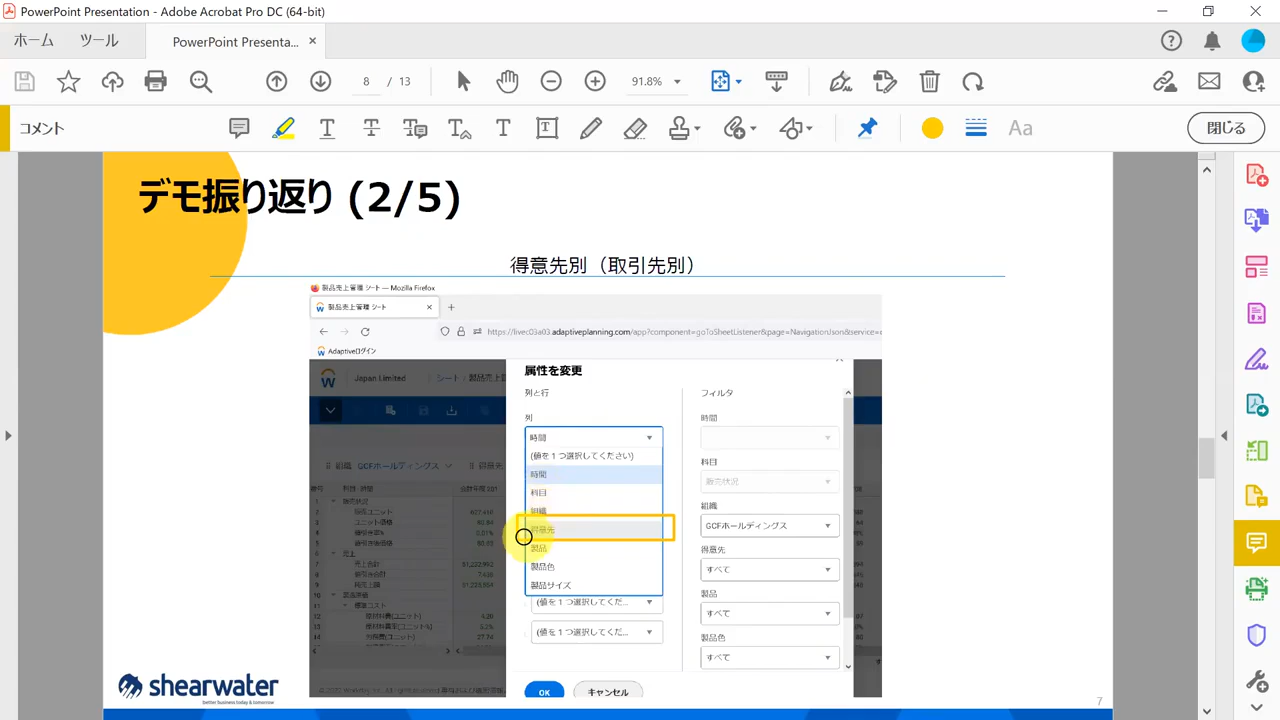 PowerPoint Presentation - Adobe Acrobat Pro DC (64-bit)
ホーム ツール PowerPoint Presenta... ×
8 / 13 91.8%
コメント Aa 閉じる
デモ振り返り (2/5)
得意先別（取引先別）
製品売上管理 シート — Mozilla Firefox
製品売上管理 シート
https://livec03a03.adaptiveplanning.com/app?component=goToSheetListener&page=NavigationJson&service=
Adaptiveログイン
Japan Limited シート
組織 GCFホールディングス
属性を変更
列と行
列
時間
(値を１つ選択してください)
時間
科目
組織
得意先
製品
製品色
製品サイズ
(値を１つ選択してくだ...
(値を１つ選択してくだ...
フィルタ
時間
科目
販売状況
組織
GCFホールディングス
得意先
すべて
製品
すべて
製品色
すべて
OK キャンセル
shearwater
better business today & tomorrow
7